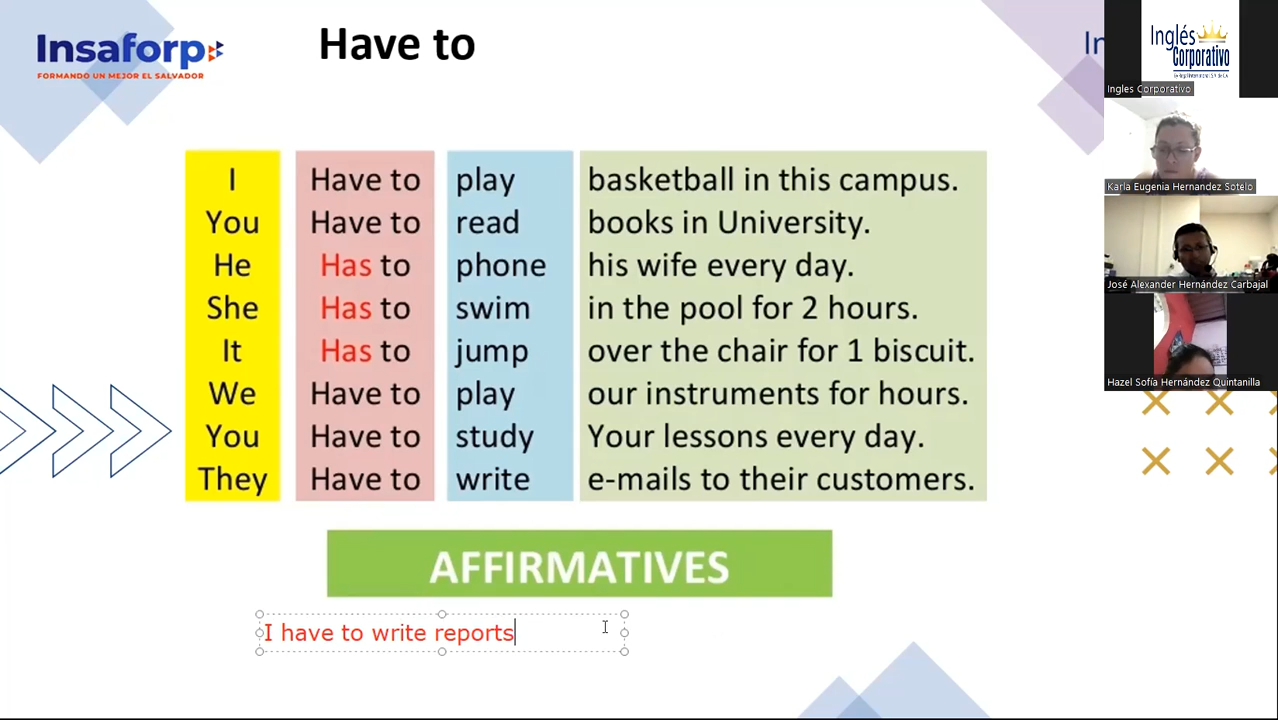 Insaforp
FORMANDO UN MEJOR EL SALVADOR
Have to
In
Inglés
Corporativo
Ingles Corporativo
Karla Eugenia Hernandez Sotelo
José Alexander Hernández Carbajal
Hazel Sofía Hernández Quintanilla
I Have to play basketball in this campus.
You Have to read books in University.
He Has to phone his wife every day.
She Has to swim in the pool for 2 hours.
It Has to jump over the chair for 1 biscuit.
We Have to play our instruments for hours.
You Have to study Your lessons every day.
They Have to write e-mails to their customers.
AFFIRMATIVES
I have to write reports